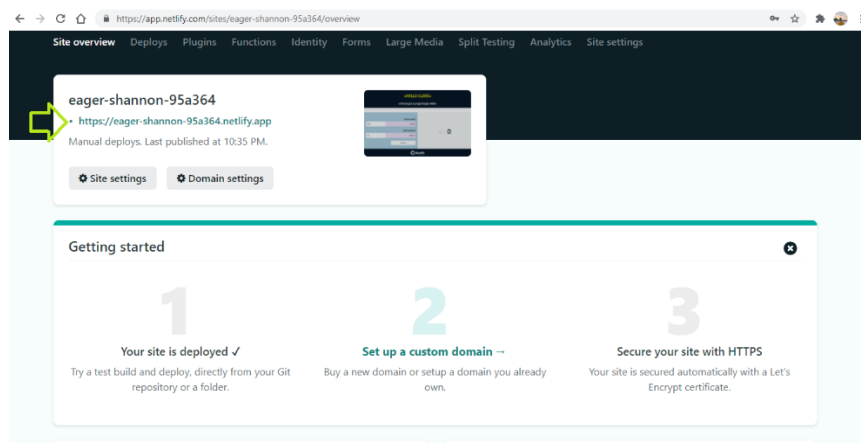 https://app.netlify.com/sites/eager-shannon-95a364/overview
Site overview Deploys Plugins Functions Identity Forms Large Media Split Testing Analytics Site settings
eager-shannon-95a364
• https://eager-shannon-95a364.netlify.app
Manual deploys. Last published at 10:35 PM.
Site settings Domain settings
Getting started
1
Your site is deployed ✓
Try a test build and deploy, directly from your Git
repository or a folder.
2
Set up a custom domain →
Buy a new domain or setup a domain you already
own.
3
Secure your site with HTTPS
Your site is secured automatically with a Let's
Encrypt certificate.